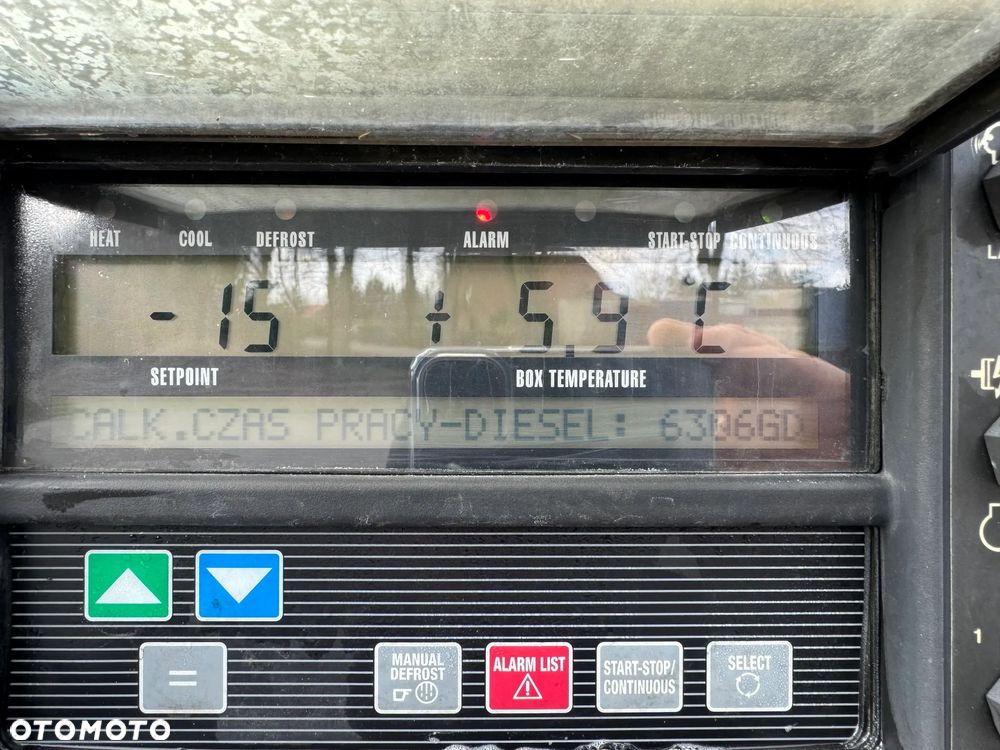 HEAT COOL DEFROST ALARM START-STOP CONTINUOUS
-15 + 5.9 °C
SETPOINT BOX TEMPERATURE
CALK.CZAS PRACY-DIESEL: 6306GD
MANUAL DEFROST
ALARM LIST
START-STOP/
CONTINUOUS
SELECT
=
1
OTOMOTO